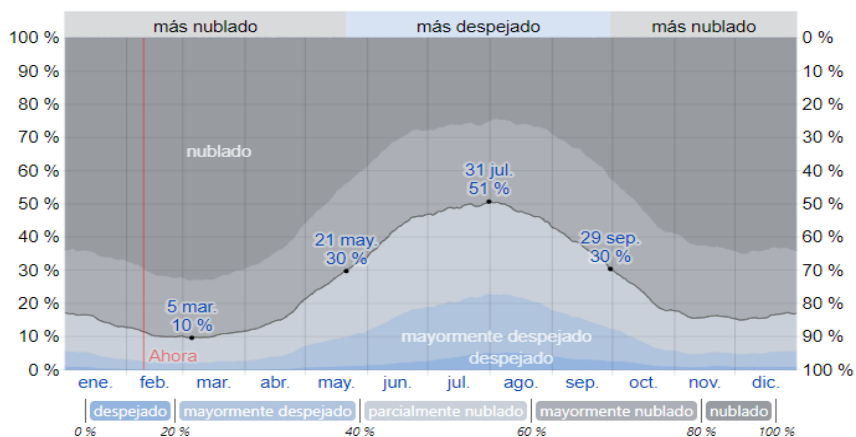 más nublado más despejado más nublado
100 % 0 %
90 % 10 %
80 % 20 %
70 % 30 %
nublado
60 % 31 jul. 40 %
51 %
50 % 50 %
40 % 21 may. 29 sep. 60 %
30 % 30 %
30 % 70 %
20 % 5 mar. 80 %
10 %
10 % mayormente despejado 90 %
Ahora despejado
0 % 100 %
ene. feb. mar. abr. may. jun. jul. ago. sep. oct. nov. dic.
despejado mayormente despejado parcialmente nublado mayormente nublado nublado
0 % 20 % 40 % 60 % 80 % 100 %